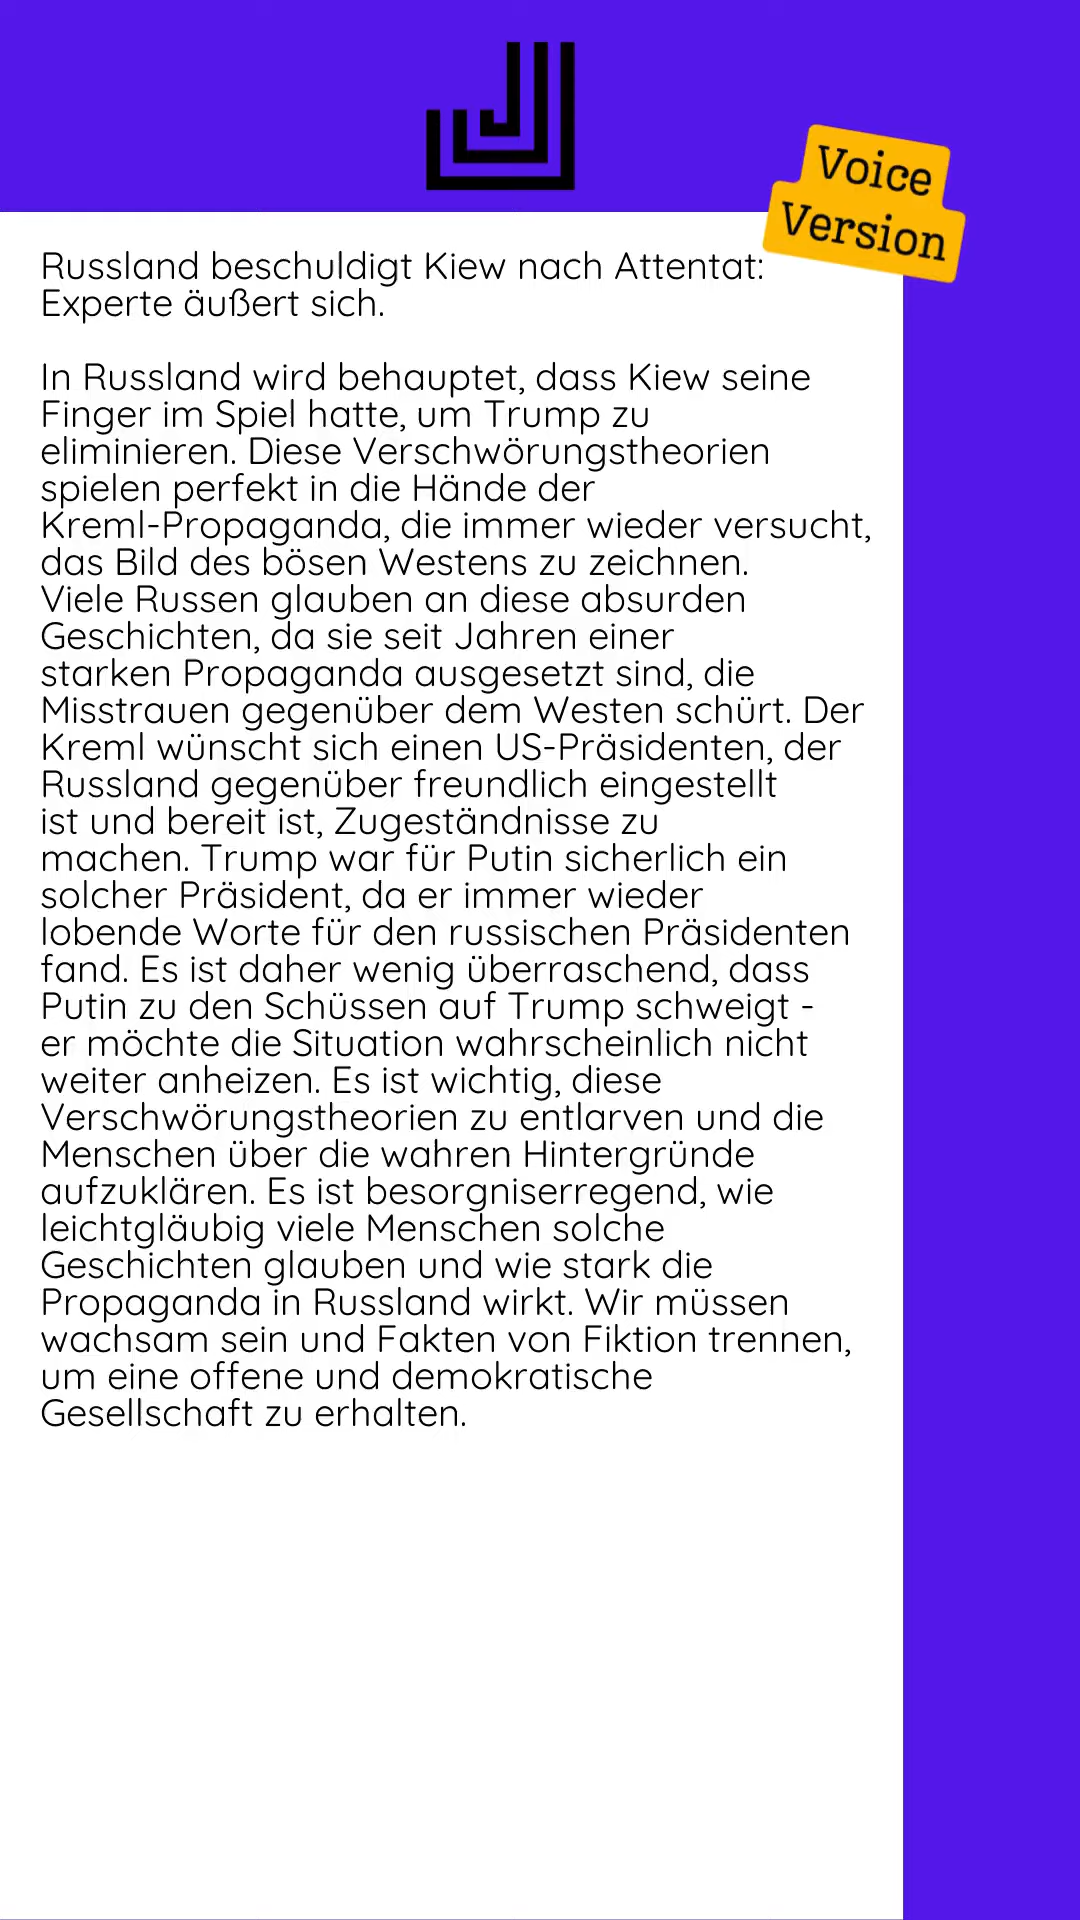 Voice
Version
Russland beschuldigt Kiew nach Attentat:
Experte äußert sich.
In Russland wird behauptet, dass Kiew seine
Finger im Spiel hatte, um Trump zu
eliminieren. Diese Verschwörungstheorien
spielen perfekt in die Hände der
Kreml-Propaganda, die immer wieder versucht,
das Bild des bösen Westens zu zeichnen.
Viele Russen glauben an diese absurden
Geschichten, da sie seit Jahren einer
starken Propaganda ausgesetzt sind, die
Misstrauen gegenüber dem Westen schürt. Der
Kreml wünscht sich einen US-Präsidenten, der
Russland gegenüber freundlich eingestellt
ist und bereit ist, Zugeständnisse zu
machen. Trump war für Putin sicherlich ein
solcher Präsident, da er immer wieder
lobende Worte für den russischen Präsidenten
fand. Es ist daher wenig überraschend, dass
Putin zu den Schüssen auf Trump schweigt -
er möchte die Situation wahrscheinlich nicht
weiter anheizen. Es ist wichtig, diese
Verschwörungstheorien zu entlarven und die
Menschen über die wahren Hintergründe
aufzuklären. Es ist besorgniserregend, wie
leichtgläubig viele Menschen solche
Geschichten glauben und wie stark die
Propaganda in Russland wirkt. Wir müssen
wachsam sein und Fakten von Fiktion trennen,
um eine offene und demokratische
Gesellschaft zu erhalten.